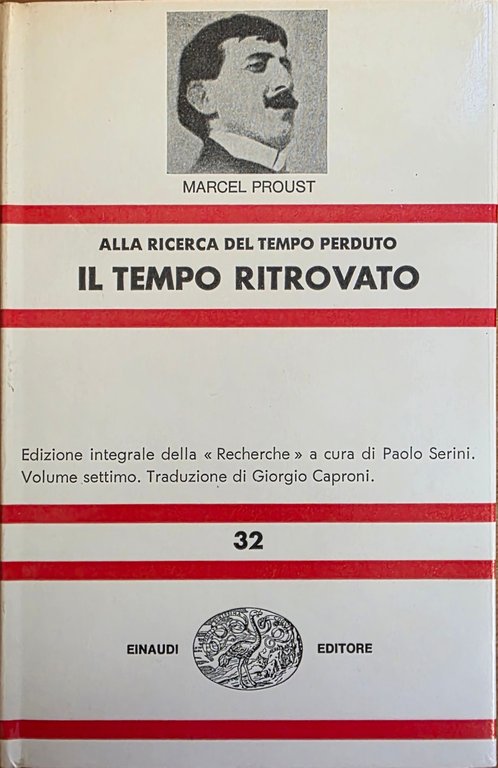 MARCEL PROUST
ALLA RICERCA DEL TEMPO PERDUTO
IL TEMPO RITROVATO
Edizione integrale della « Recherche » a cura di Paolo Serini.
Volume settimo. Traduzione di Giorgio Caproni.
32
EINAUDI EDITORE